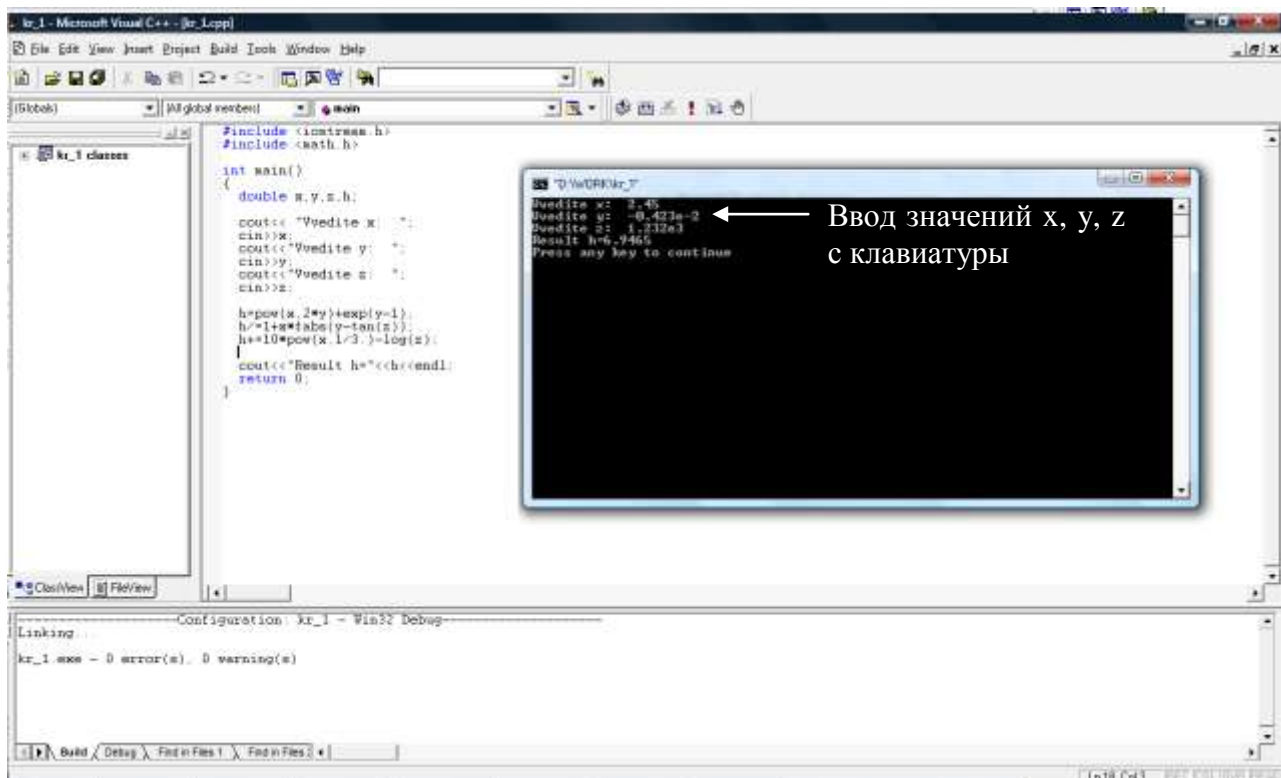 kr_1 - Microsoft Visual C++ - [kr_1.cpp]
File Edit View Insert Project Build Tools Window Help
(Globals) [All global members] main
kr_1 classes
#include <iostream.h>
#include <math.h>
int main()
{
double x,y,z,h;
cout<< "Vvedite x: ";
cin>>x;
cout<<"Vvedite y: ";
cin>>y;
cout<<"Vvedite z: ";
cin>>z;
h=pow(x,2*y)+exp(y-1);
h/=1+x*fabs(y-tan(z));
h+=10*pow(x,1/3.)-log(z);
cout<<"Result h="<<h<<endl;
return 0;
}
"D:\WORK\kr_1"
Vvedite x: 2.45
Vvedite y: -0.423e-2
Vvedite z: 1.232e3
Result h=6.9465
Press any key to continue
Ввод значений x, y, z
с клавиатуры
ClassView FileView
--------------------Configuration: kr_1 - Win32 Debug--------------------
Linking...
kr_1.exe - 0 error(s), 0 warning(s)
Build Debug Find in Files 1 Find in Files